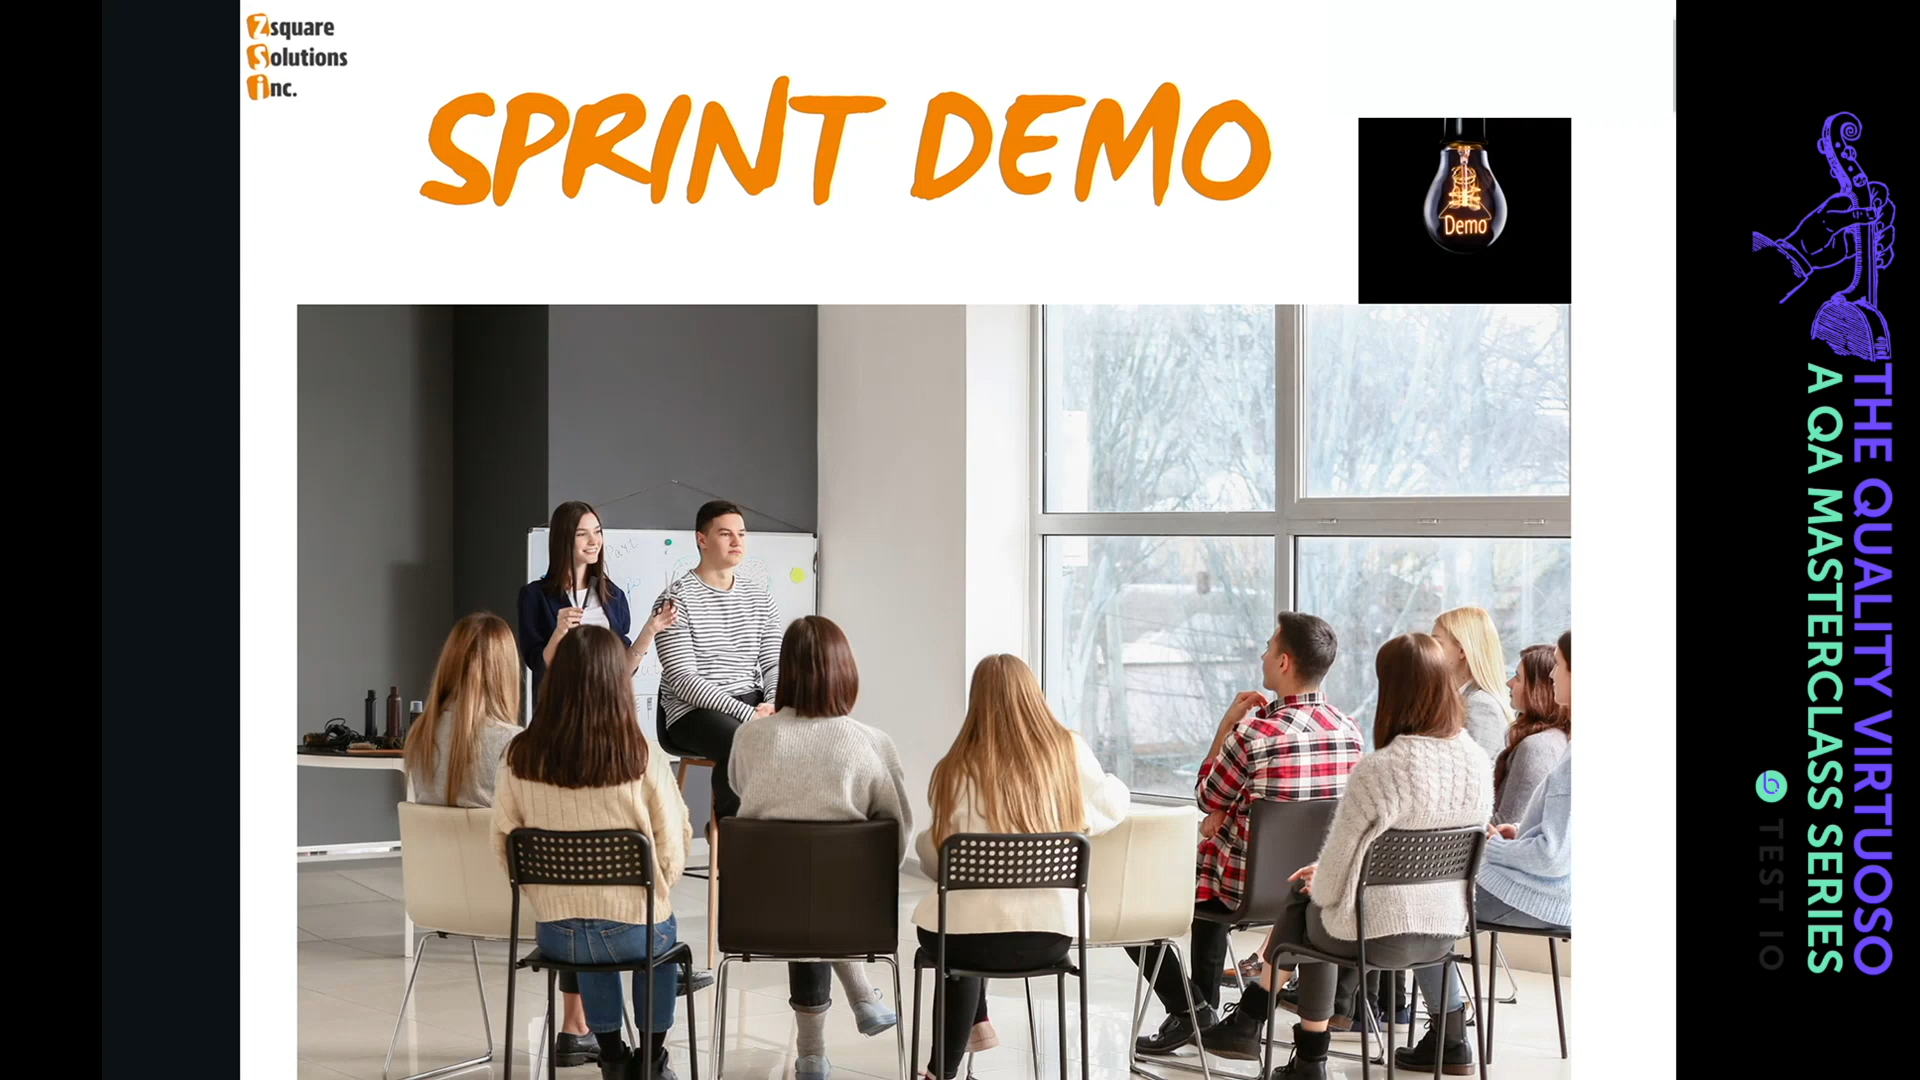 Zsquare
Solutions
inc.
SPRINT DEMO
Demo
THE QUALITY VIRTUOSO
A QA MASTERCLASS SERIES
TEST IO